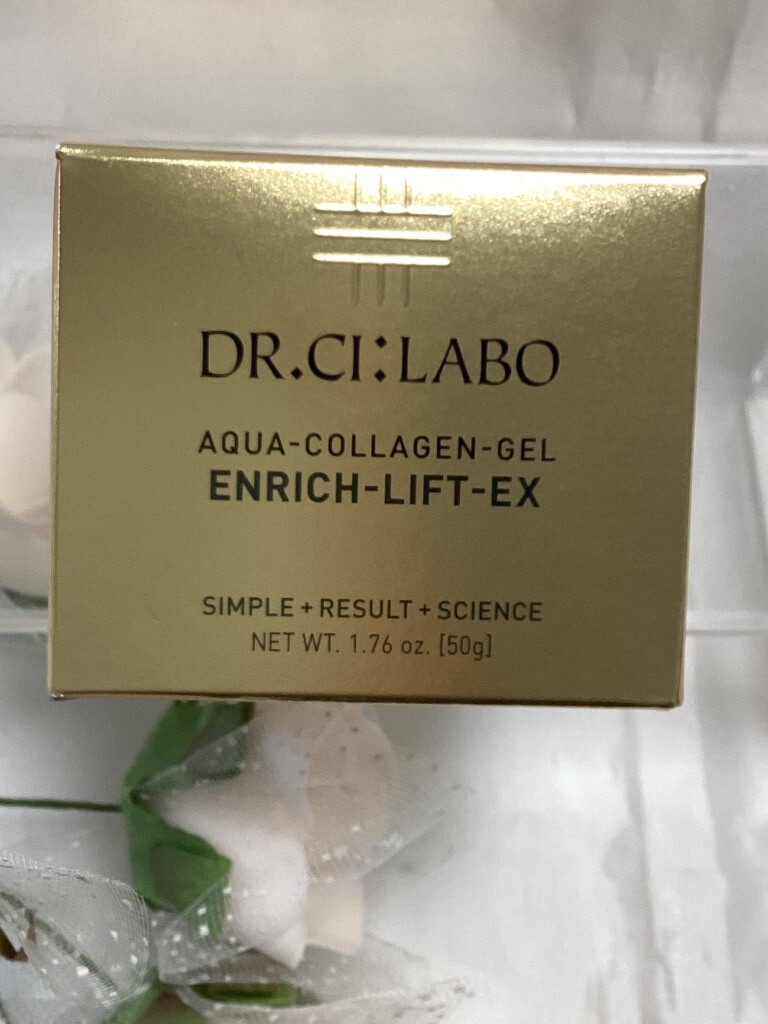 DR.CI:LABO
AQUA-COLLAGEN-GEL
ENRICH-LIFT-EX
SIMPLE + RESULT + SCIENCE
NET WT. 1.76 oz. [50g]